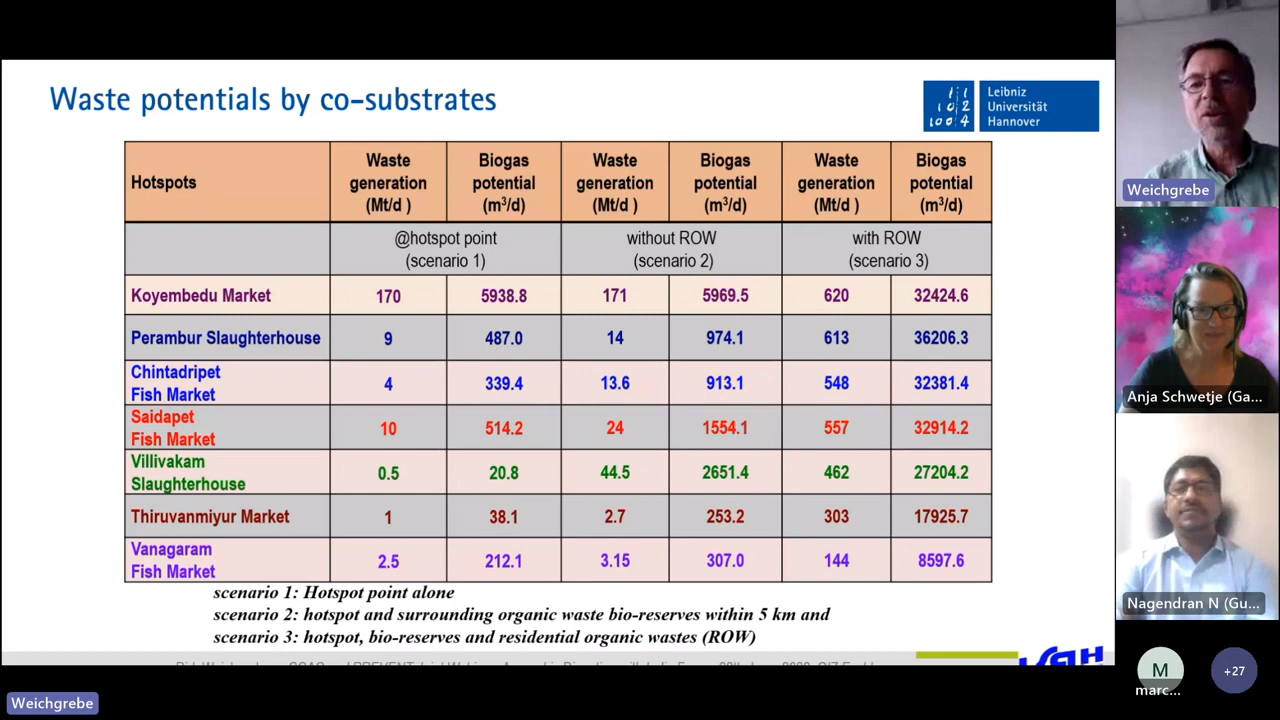 Waste potentials by co-substrates
1 1
10 2
100 4
Leibniz
Universität
Hannover
Hotspots
Waste generation (Mt/d )
Biogas potential (m³/d)
Waste generation (Mt/d )
Biogas potential (m³/d)
Waste generation (Mt/d )
Biogas potential (m³/d)
@hotspot point (scenario 1)
without ROW (scenario 2)
with ROW (scenario 3)
Koyembedu Market 170 5938.8 171 5969.5 620 32424.6
Perambur Slaughterhouse 9 487.0 14 974.1 613 36206.3
Chintadripet Fish Market 4 339.4 13.6 913.1 548 32381.4
Saidapet Fish Market 10 514.2 24 1554.1 557 32914.2
Villivakam Slaughterhouse 0.5 20.8 44.5 2651.4 462 27204.2
Thiruvanmiyur Market 1 38.1 2.7 253.2 303 17925.7
Vanagaram Fish Market 2.5 212.1 3.15 307.0 144 8597.6
scenario 1: Hotspot point alone
scenario 2: hotspot and surrounding organic waste bio-reserves within 5 km and
scenario 3: hotspot, bio-reserves and residential organic wastes (ROW)
Weichgrebe
Anja Schwetje (Ga...
Nagendran N (Gu...
M
marc...
+27
Weichgrebe